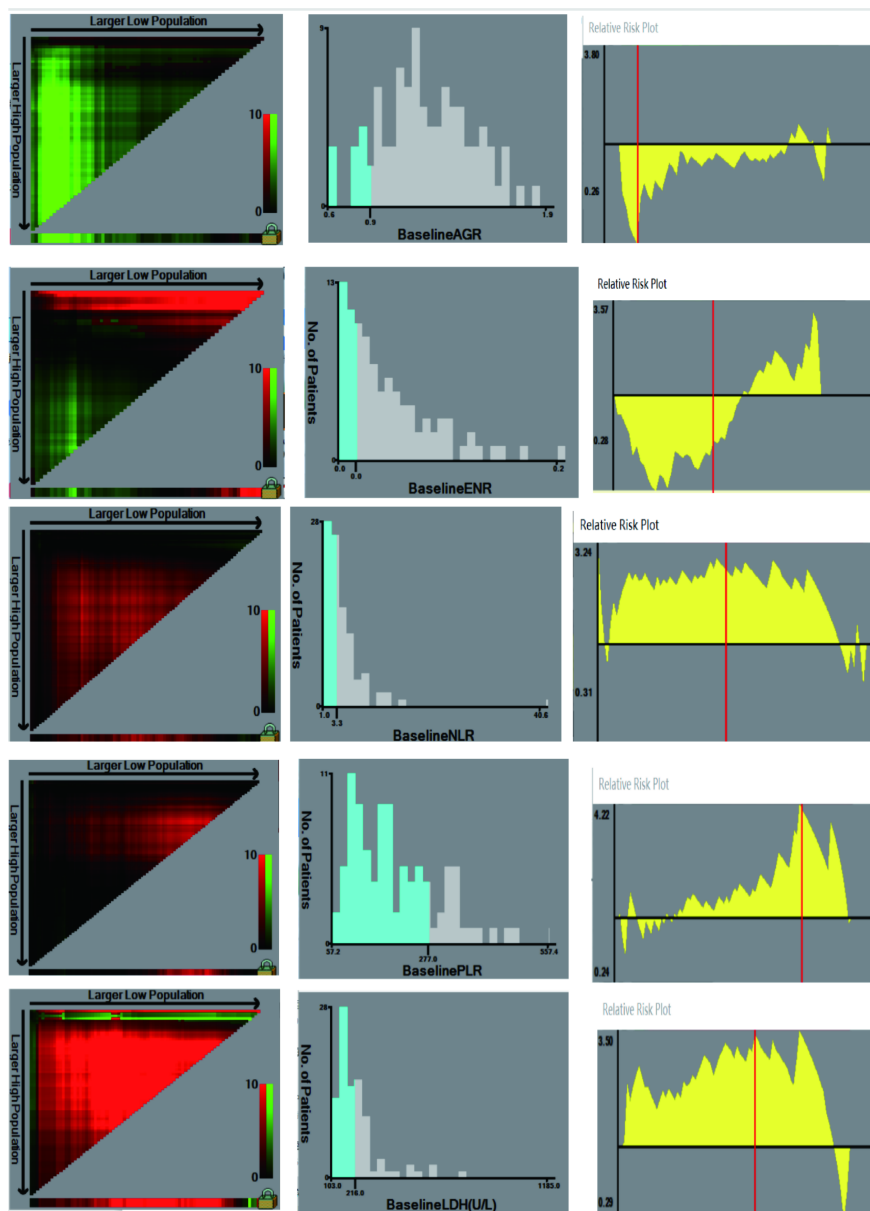 Larger Low Population
Larger High Population
10
0
5
0
0.6
0.9
1.9
BaselineAGR
Relative Risk Plot
3.80
0.26
Larger Low Population
Larger High Population
10
0
No. of Patients
13
0
0.0
0.0
0.2
BaselineENR
Relative Risk Plot
3.57
0.28
Larger Low Population
Larger High Population
10
0
No. of Patients
28
0
1.0
3.3
40.6
BaselineNLR
Relative Risk Plot
3.24
0.31
Larger Low Population
Larger High Population
10
0
No. of Patients
11
0
57.2
277.0
557.4
BaselinePLR
Relative Risk Plot
4.22
0.24
Larger Low Population
Larger High Population
10
0
No. of Patients
28
0
103.0
216.0
1185.0
BaselineLDH(U/L)
Relative Risk Plot
3.50
0.29